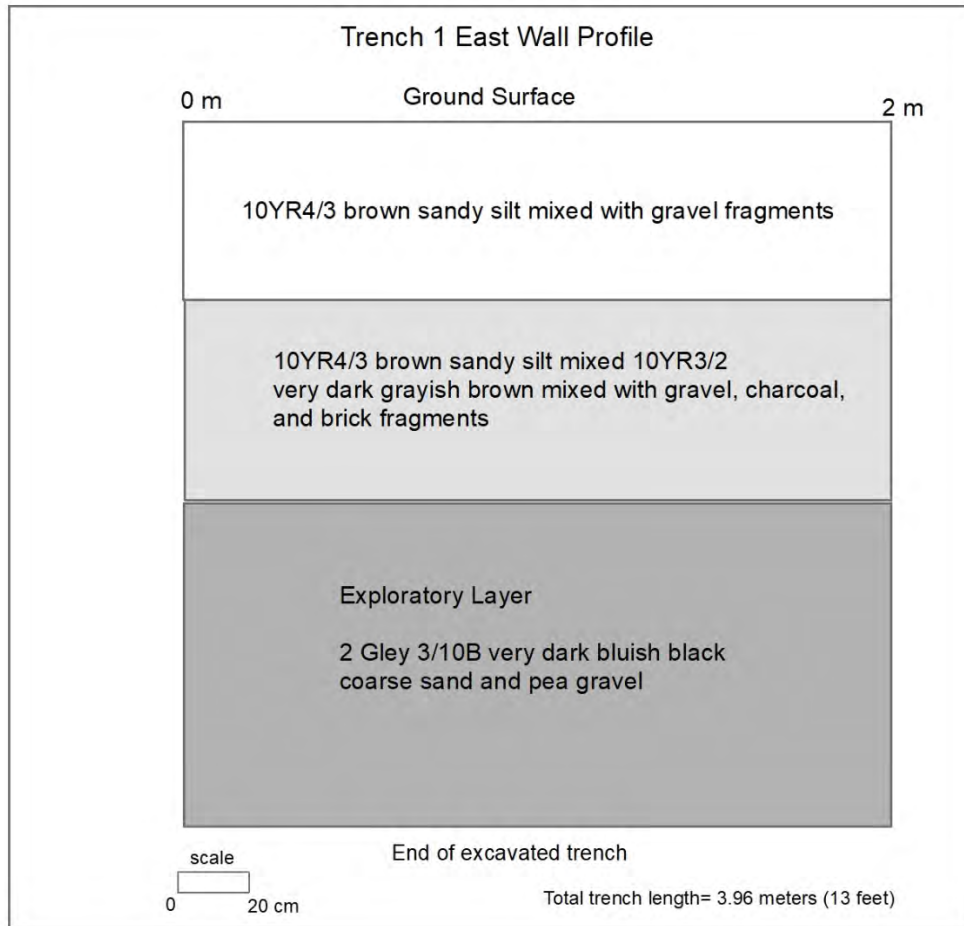 Trench 1 East Wall Profile
0 m
Ground Surface
2 m
10YR4/3 brown sandy silt mixed with gravel fragments
10YR4/3 brown sandy silt mixed 10YR3/2
very dark grayish brown mixed with gravel, charcoal,
and brick fragments
Exploratory Layer
2 Gley 3/10B very dark bluish black
coarse sand and pea gravel
End of excavated trench
scale
0
20 cm
Total trench length= 3.96 meters (13 feet)